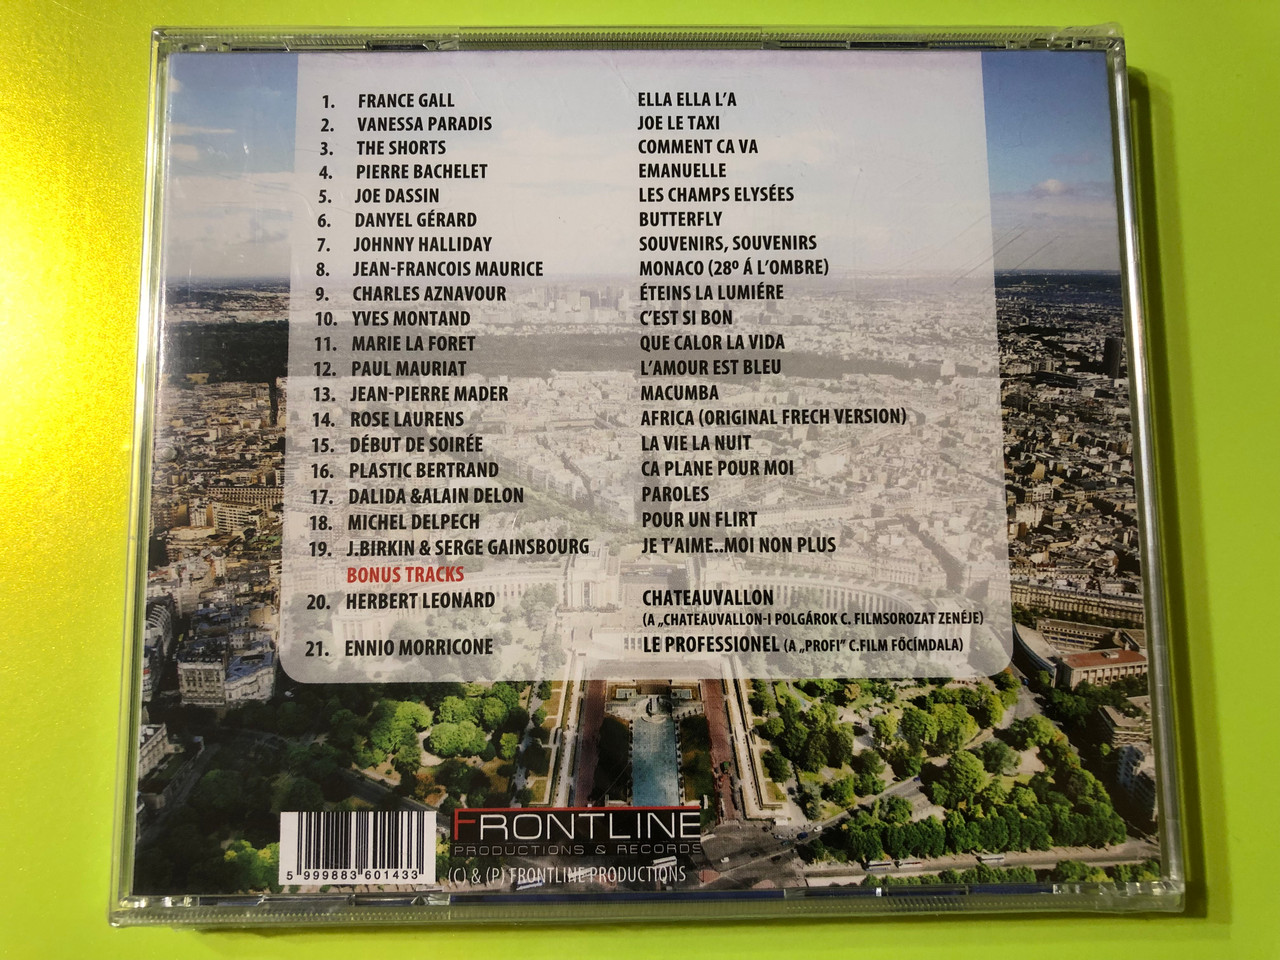 1. FRANCE GALL ELLA ELLA L'A
2. VANESSA PARADIS JOE LE TAXI
3. THE SHORTS COMMENT CA VA
4. PIERRE BACHELET EMANUELLE
5. JOE DASSIN LES CHAMPS ELYSÉES
6. DANYEL GÉRARD BUTTERFLY
7. JOHNNY HALLIDAY SOUVENIRS, SOUVENIRS
8. JEAN-FRANCOIS MAURICE MONACO (28º Á L'OMBRE)
9. CHARLES AZNAVOUR ÉTEINS LA LUMIÉRE
10. YVES MONTAND C'EST SI BON
11. MARIE LA FORET QUE CALOR LA VIDA
12. PAUL MAURIAT L'AMOUR EST BLEU
13. JEAN-PIERRE MADER MACUMBA
14. ROSE LAURENS AFRICA (ORIGINAL FRECH VERSION)
15. DÉBUT DE SOIRÉE LA VIE LA NUIT
16. PLASTIC BERTRAND CA PLANE POUR MOI
17. DALIDA &ALAIN DELON PAROLES
18. MICHEL DELPECH POUR UN FLIRT
19. J.BIRKIN & SERGE GAINSBOURG JE T'AIME..MOI NON PLUS
BONUS TRACKS
20. HERBERT LEONARD CHATEAUVALLON
(A „CHATEAUVALLON-I POLGÁROK C. FILMSOROZAT ZENÉJE)
21. ENNIO MORRICONE LE PROFESSIONEL (A „PROFI" C.FILM FŐCÍMDALA)
FRONTLINE
PRODUCTIONS & RECORDS
5 999883 601433
(C) & (P) FRONTLINE PRODUCTIONS